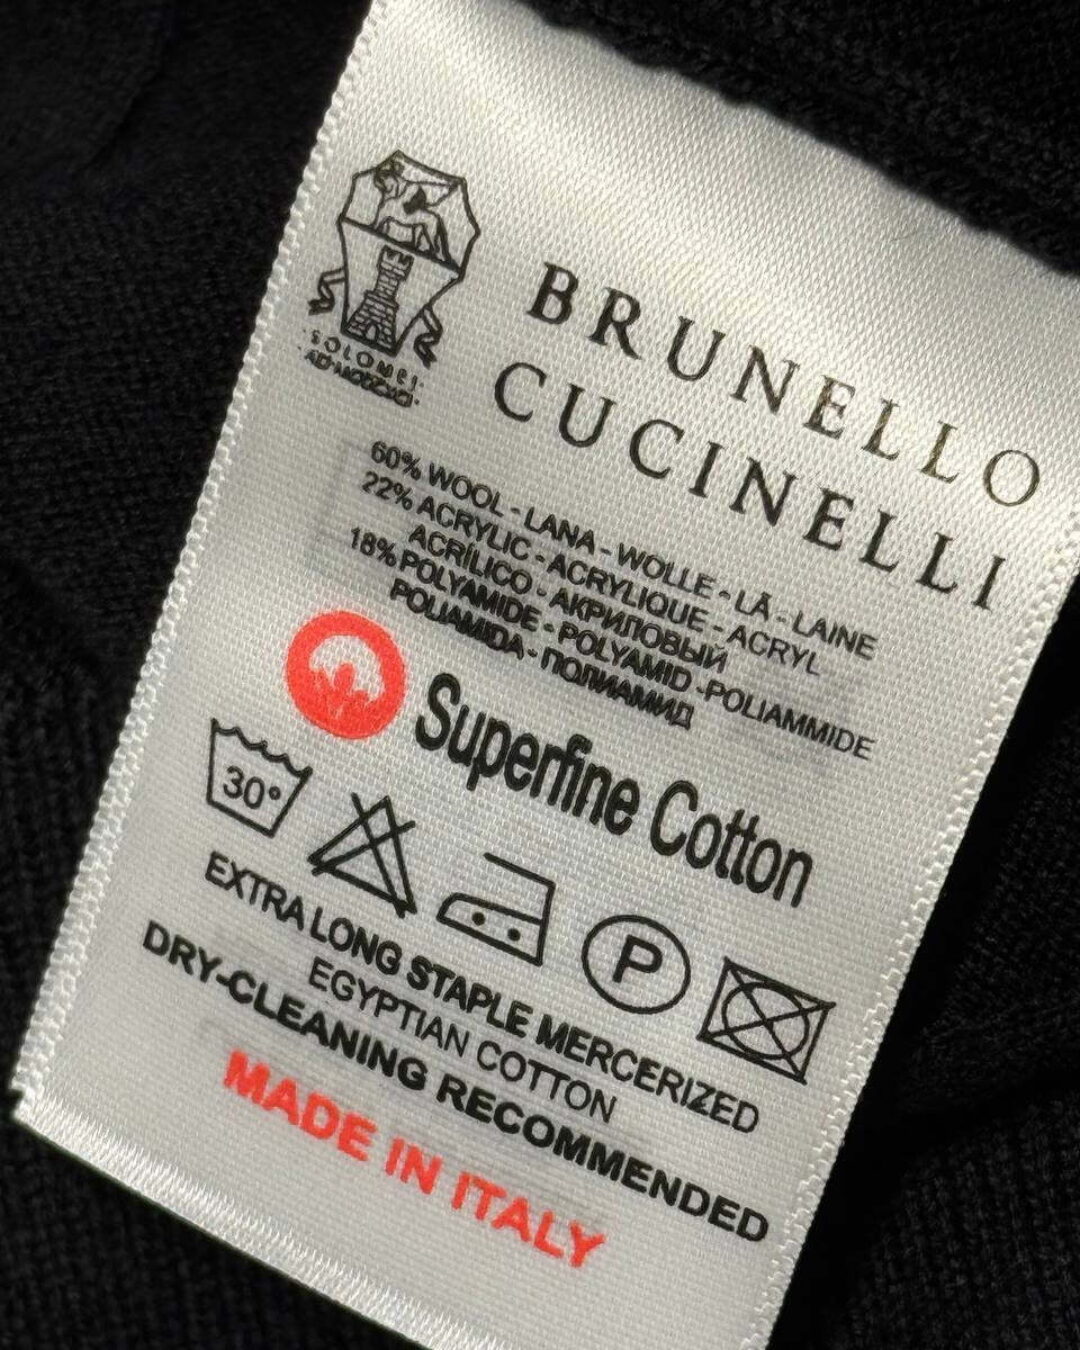 BRUNELLO
CUCINELLI
·SOLOMEI·
60% WOOL - LANA - WOLLE - LÃ - LAINE
22% ACRYLIC - ACRYLIQUE - ACRYL
ACRÍLICO - АКРИЛОВЫЙ
18% POLYAMIDE - POLYAMID -POLIAMMIDE
POLIAMIDA - ПОЛИАМИД
Superfine Cotton
30°
P
EXTRA LONG STAPLE MERCERIZED
EGYPTIAN COTTON
DRY-CLEANING RECOMMENDED
MADE IN ITALY